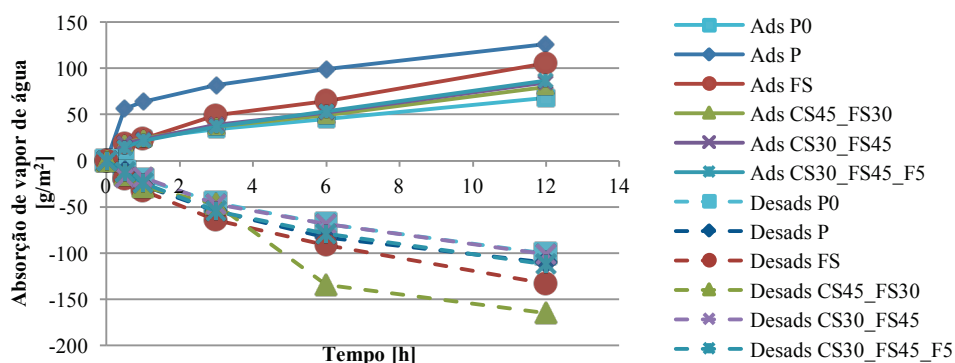 Absorção de vapor de água
[g/m²]
150
100
50
0
-50
-100
-150
-200
0 2 4 6 8 10 12 14
Tempo [h]
Ads P0
Ads P
Ads FS
Ads CS45_FS30
Ads CS30_FS45
Ads CS30_FS45_F5
Desads P0
Desads P
Desads FS
Desads CS45_FS30
Desads CS30_FS45
Desads CS30_FS45_F5